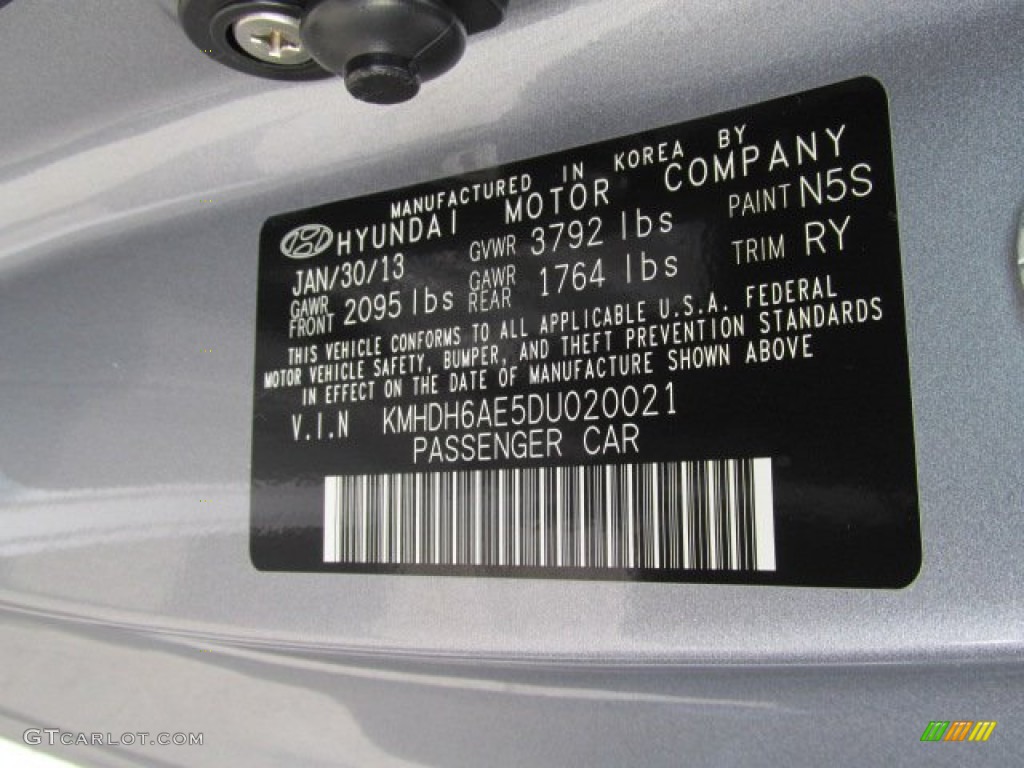 MANUFACTURED IN KOREA BY
HYUNDAI MOTOR COMPANY
JAN/30/13 GVWR 3792 lbs PAINT N5S
GAWR FRONT 2095 lbs GAWR REAR 1764 lbs TRIM RY
THIS VEHICLE CONFORMS TO ALL APPLICABLE U.S.A. FEDERAL
MOTOR VEHICLE SAFETY, BUMPER, AND THEFT PREVENTION STANDARDS
IN EFFECT ON THE DATE OF MANUFACTURE SHOWN ABOVE
V.I.N KMHDH6AE5DU020021
PASSENGER CAR
GTCARLOT.COM